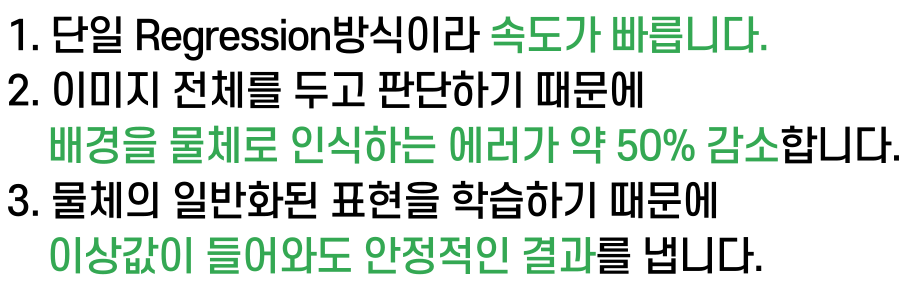 1. 단일 Regression방식이라 속도가 빠릅니다.
2. 이미지 전체를 두고 판단하기 때문에
배경을 물체로 인식하는 에러가 약 50% 감소합니다.
3. 물체의 일반화된 표현을 학습하기 때문에
이상값이 들어와도 안정적인 결과를 냅니다.